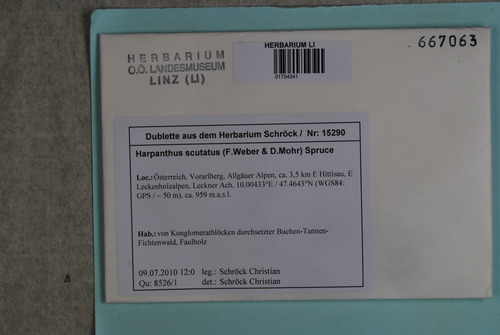 667063
HERBARIUM
O.Ö. LANDESMUSEUM
LINZ (LI)
HERBARIUM LI
01704341
Dublette aus dem Herbarium Schröck / Nr: 15290
Harpanthus scutatus (F.Weber & D.Mohr) Spruce
Loc.:Österreich, Vorarlberg, Allgäuer Alpen, ca. 3,5 km E Hittisau, E
Leckenholzalpen, Leckner Ach, 10.00433°E / 47.4643°N (WGS84:
GPS / ~ 50 m), ca. 959 m.a.s.l.
Hab.:von Konglomeratblöcken durchsetzter Buchen-Tannen-
Fichtenwald, Faulholz
09.07.2010 12:0 leg.: Schröck Christian
Qu: 8526/1 det.: Schröck Christian